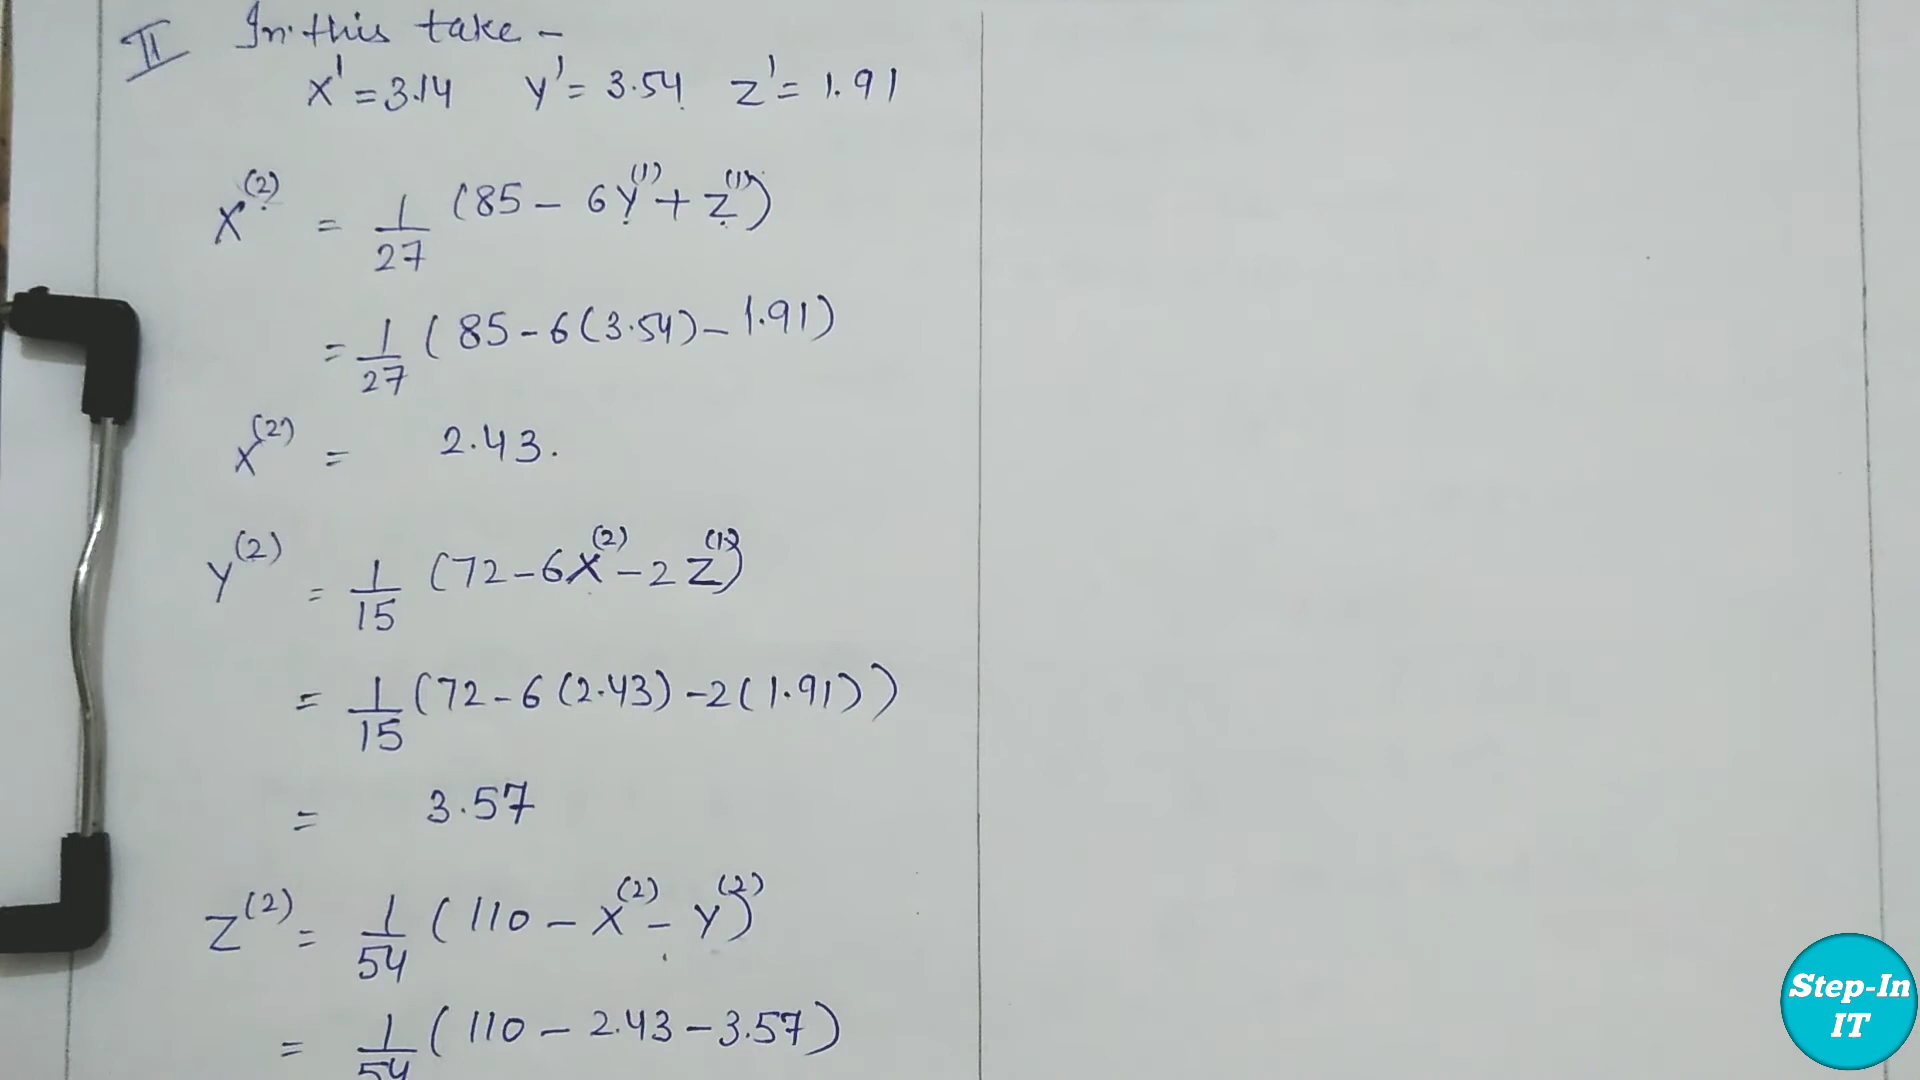 II In this take -
X' = 3.14 Y' = 3.54 Z' = 1.91
X^(2) = 1/27 (85 - 6Y^(1) + Z^(1))
= 1/27 (85 - 6(3.54) - 1.91)
X^(2) = 2.43.
Y^(2) = 1/15 (72 - 6X^(2) - 2Z^(1))
= 1/15 (72 - 6(2.43) - 2(1.91))
= 3.57
Z^(2) = 1/54 (110 - X^(2) - Y^(2))
= 1/54 (110 - 2.43 - 3.57)
Step-In
IT